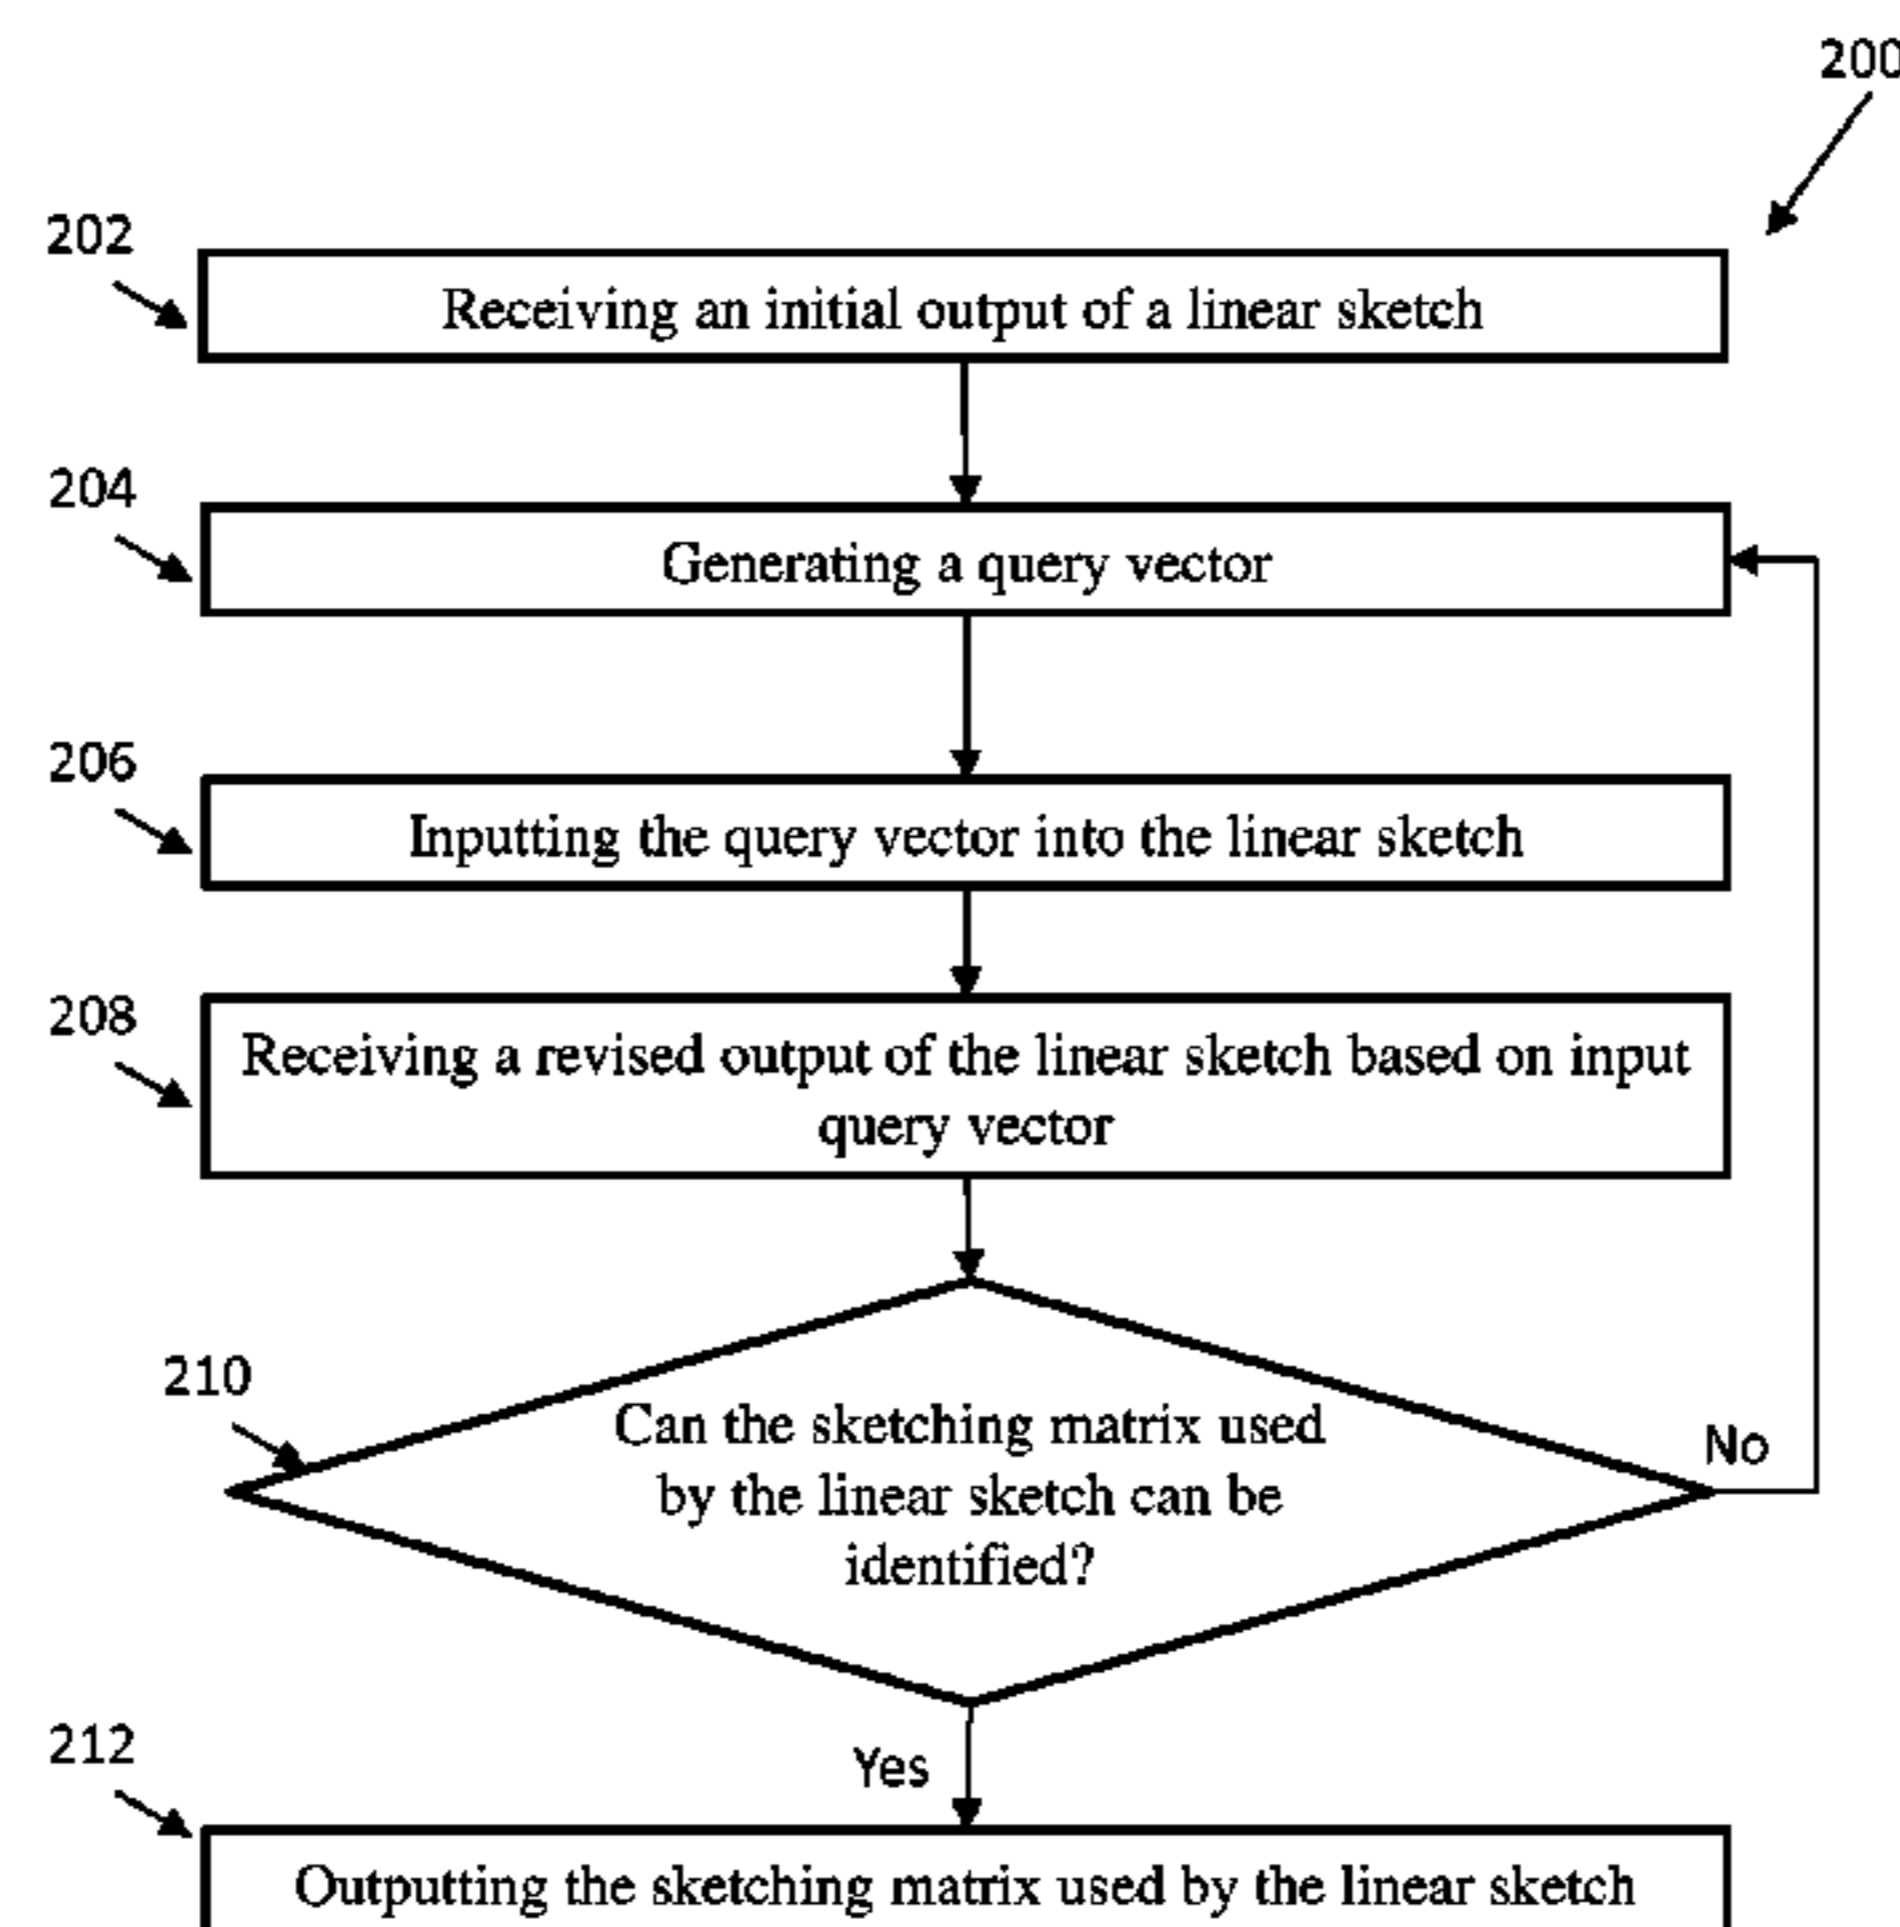 200
202
Receiving an initial output of a linear sketch
204
Generating a query vector
206
Inputting the query vector into the linear sketch
208
Receiving a revised output of the linear sketch based on input
query vector
210
Can the sketching matrix used
by the linear sketch can be
identified?
No
Yes
212
Outputting the sketching matrix used by the linear sketch